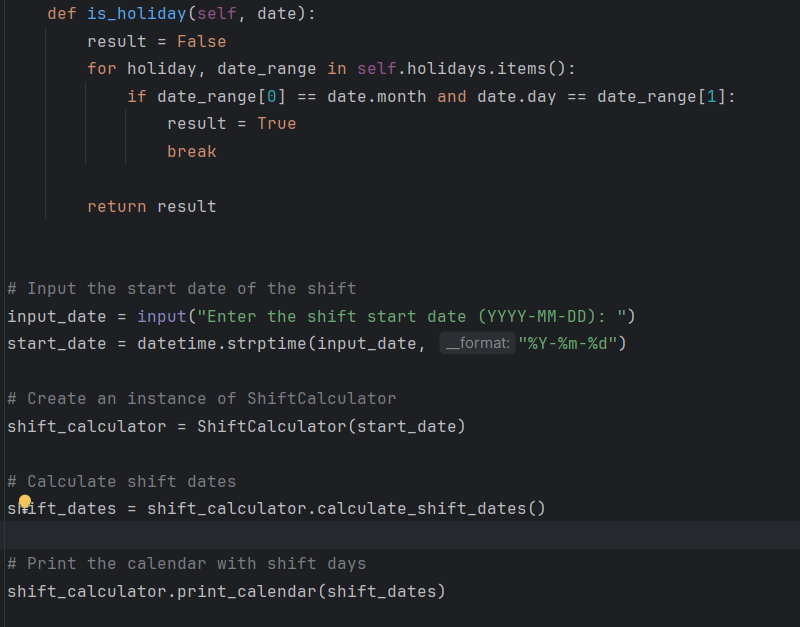 def is_holiday(self, date):
result = False
for holiday, date_range in self.holidays.items():
if date_range[0] == date.month and date.day == date_range[1]:
result = True
break
return result
# Input the start date of the shift
input_date = input("Enter the shift start date (YYYY-MM-DD): ")
start_date = datetime.strptime(input_date, __format: "%Y-%m-%d")
# Create an instance of ShiftCalculator
shift_calculator = ShiftCalculator(start_date)
# Calculate shift dates
shift_dates = shift_calculator.calculate_shift_dates()
# Print the calendar with shift days
shift_calculator.print_calendar(shift_dates)